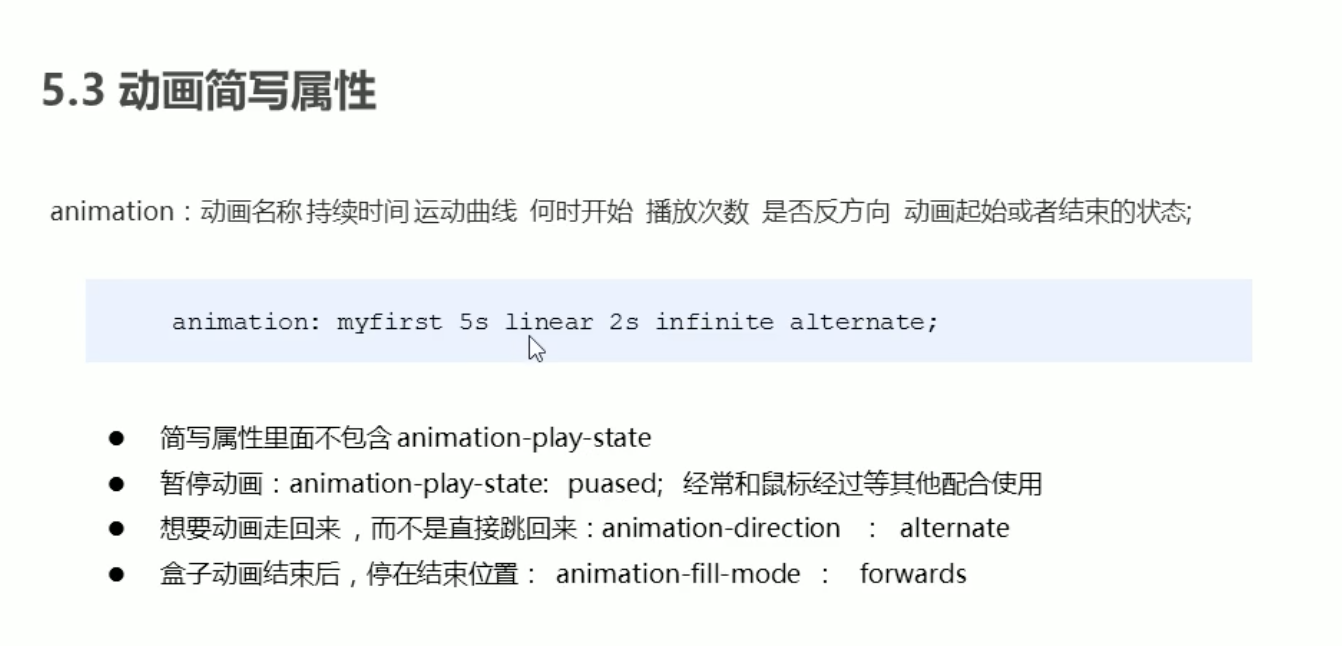 5.3 动画简写属性
animation：动画名称 持续时间 运动曲线 何时开始 播放次数 是否反方向 动画起始或者结束的状态;
animation: myfirst 5s linear 2s infinite alternate;
● 简写属性里面不包含 animation-play-state
● 暂停动画：animation-play-state: puased; 经常和鼠标经过等其他配合使用
● 想要动画走回来，而不是直接跳回来：animation-direction ： alternate
● 盒子动画结束后，停在结束位置： animation-fill-mode ： forwards